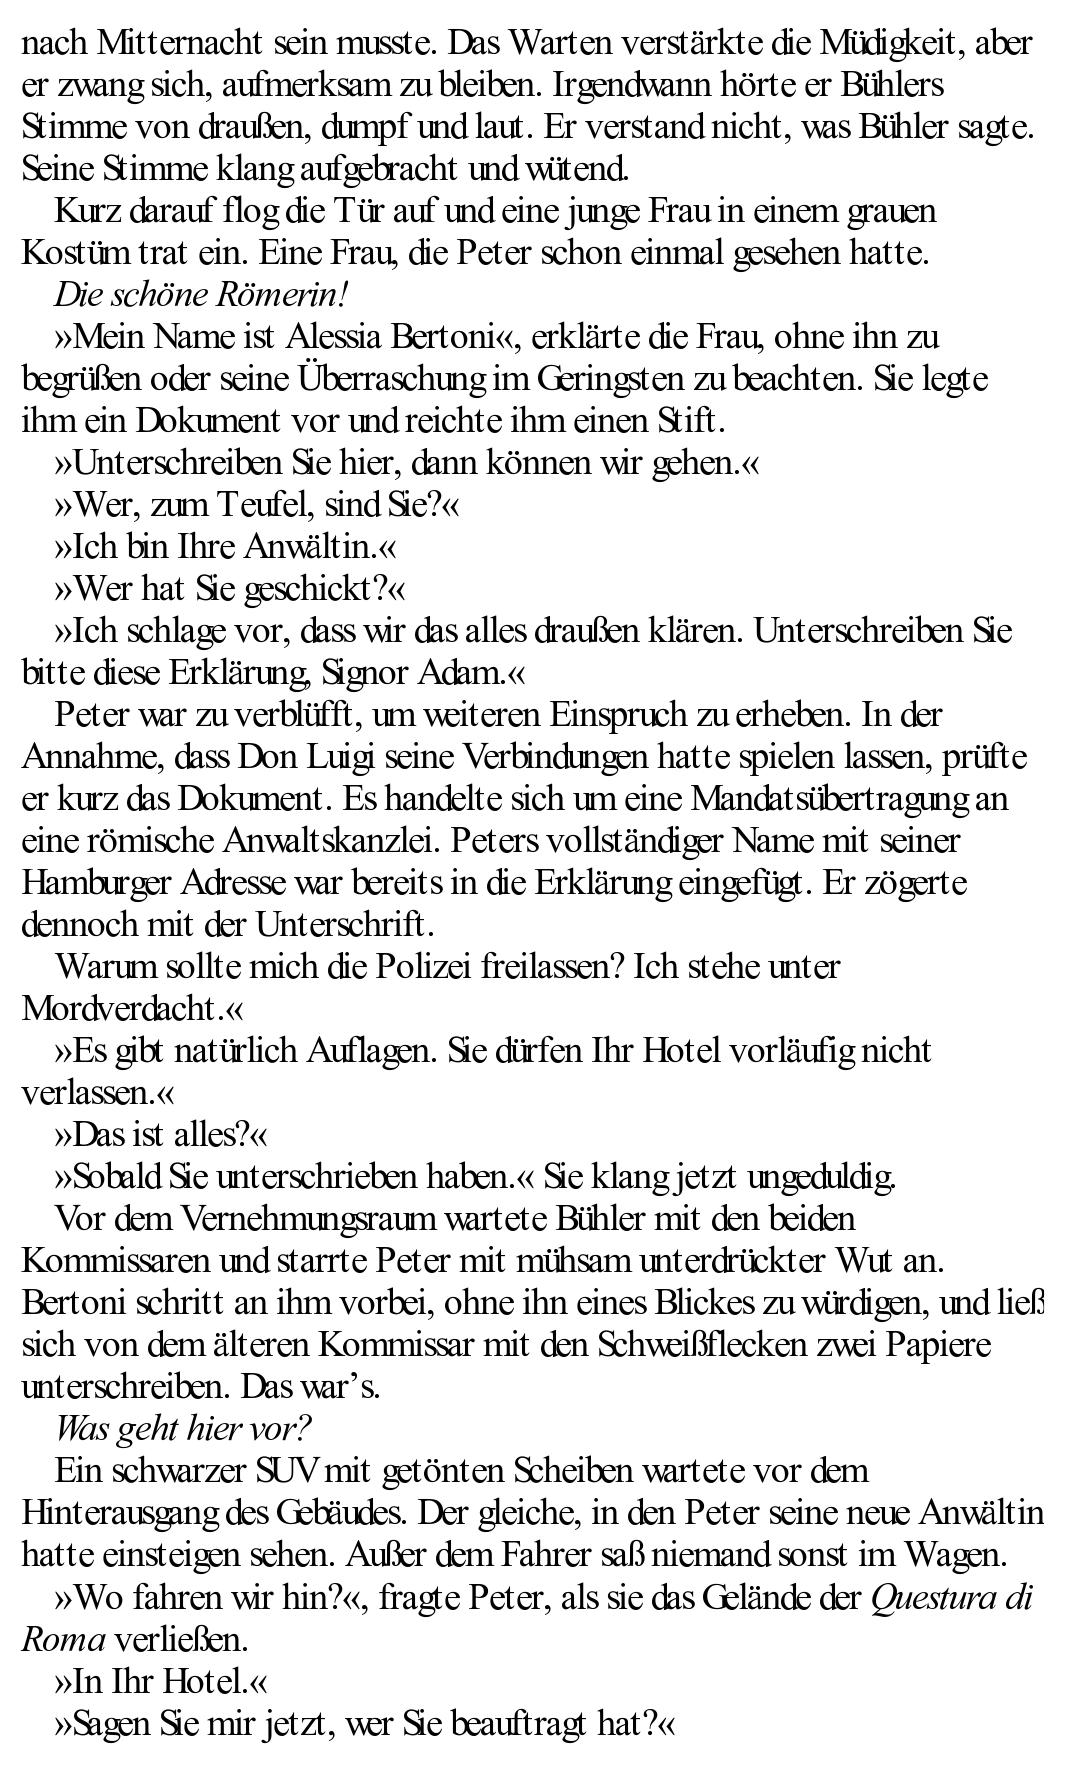 nach Mitternacht sein musste. Das Warten verstärkte die Müdigkeit, aber
er zwang sich, aufmerksam zu bleiben. Irgendwann hörte er Bühlers
Stimme von draußen, dumpf und laut. Er verstand nicht, was Bühler sagte.
Seine Stimme klang aufgebracht und wütend.
Kurz darauf flog die Tür auf und eine junge Frau in einem grauen
Kostüm trat ein. Eine Frau, die Peter schon einmal gesehen hatte.
Die schöne Römerin!
»Mein Name ist Alessia Bertoni«, erklärte die Frau, ohne ihn zu
begrüßen oder seine Überraschung im Geringsten zu beachten. Sie legte
ihm ein Dokument vor und reichte ihm einen Stift.
»Unterschreiben Sie hier, dann können wir gehen.«
»Wer, zum Teufel, sind Sie?«
»Ich bin Ihre Anwältin.«
»Wer hat Sie geschickt?«
»Ich schlage vor, dass wir das alles draußen klären. Unterschreiben Sie
bitte diese Erklärung, Signor Adam.«
Peter war zu verblüfft, um weiteren Einspruch zu erheben. In der
Annahme, dass Don Luigi seine Verbindungen hatte spielen lassen, prüfte
er kurz das Dokument. Es handelte sich um eine Mandatsübertragung an
eine römische Anwaltskanzlei. Peters vollständiger Name mit seiner
Hamburger Adresse war bereits in die Erklärung eingefügt. Er zögerte
dennoch mit der Unterschrift.
Warum sollte mich die Polizei freilassen? Ich stehe unter
Mordverdacht.«
»Es gibt natürlich Auflagen. Sie dürfen Ihr Hotel vorläufig nicht
verlassen.«
»Das ist alles?«
»Sobald Sie unterschrieben haben.« Sie klang jetzt ungeduldig.
Vor dem Vernehmungsraum wartete Bühler mit den beiden
Kommissaren und starrte Peter mit mühsam unterdrückter Wut an.
Bertoni schritt an ihm vorbei, ohne ihn eines Blickes zu würdigen, und ließ
sich von dem älteren Kommissar mit den Schweißflecken zwei Papiere
unterschreiben. Das war's.
Was geht hier vor?
Ein schwarzer SUV mit getönten Scheiben wartete vor dem
Hinterausgang des Gebäudes. Der gleiche, in den Peter seine neue Anwältin
hatte einsteigen sehen. Außer dem Fahrer saß niemand sonst im Wagen.
»Wo fahren wir hin?«, fragte Peter, als sie das Gelände der Questura di
Roma verließen.
»In Ihr Hotel.«
»Sagen Sie mir jetzt, wer Sie beauftragt hat?«